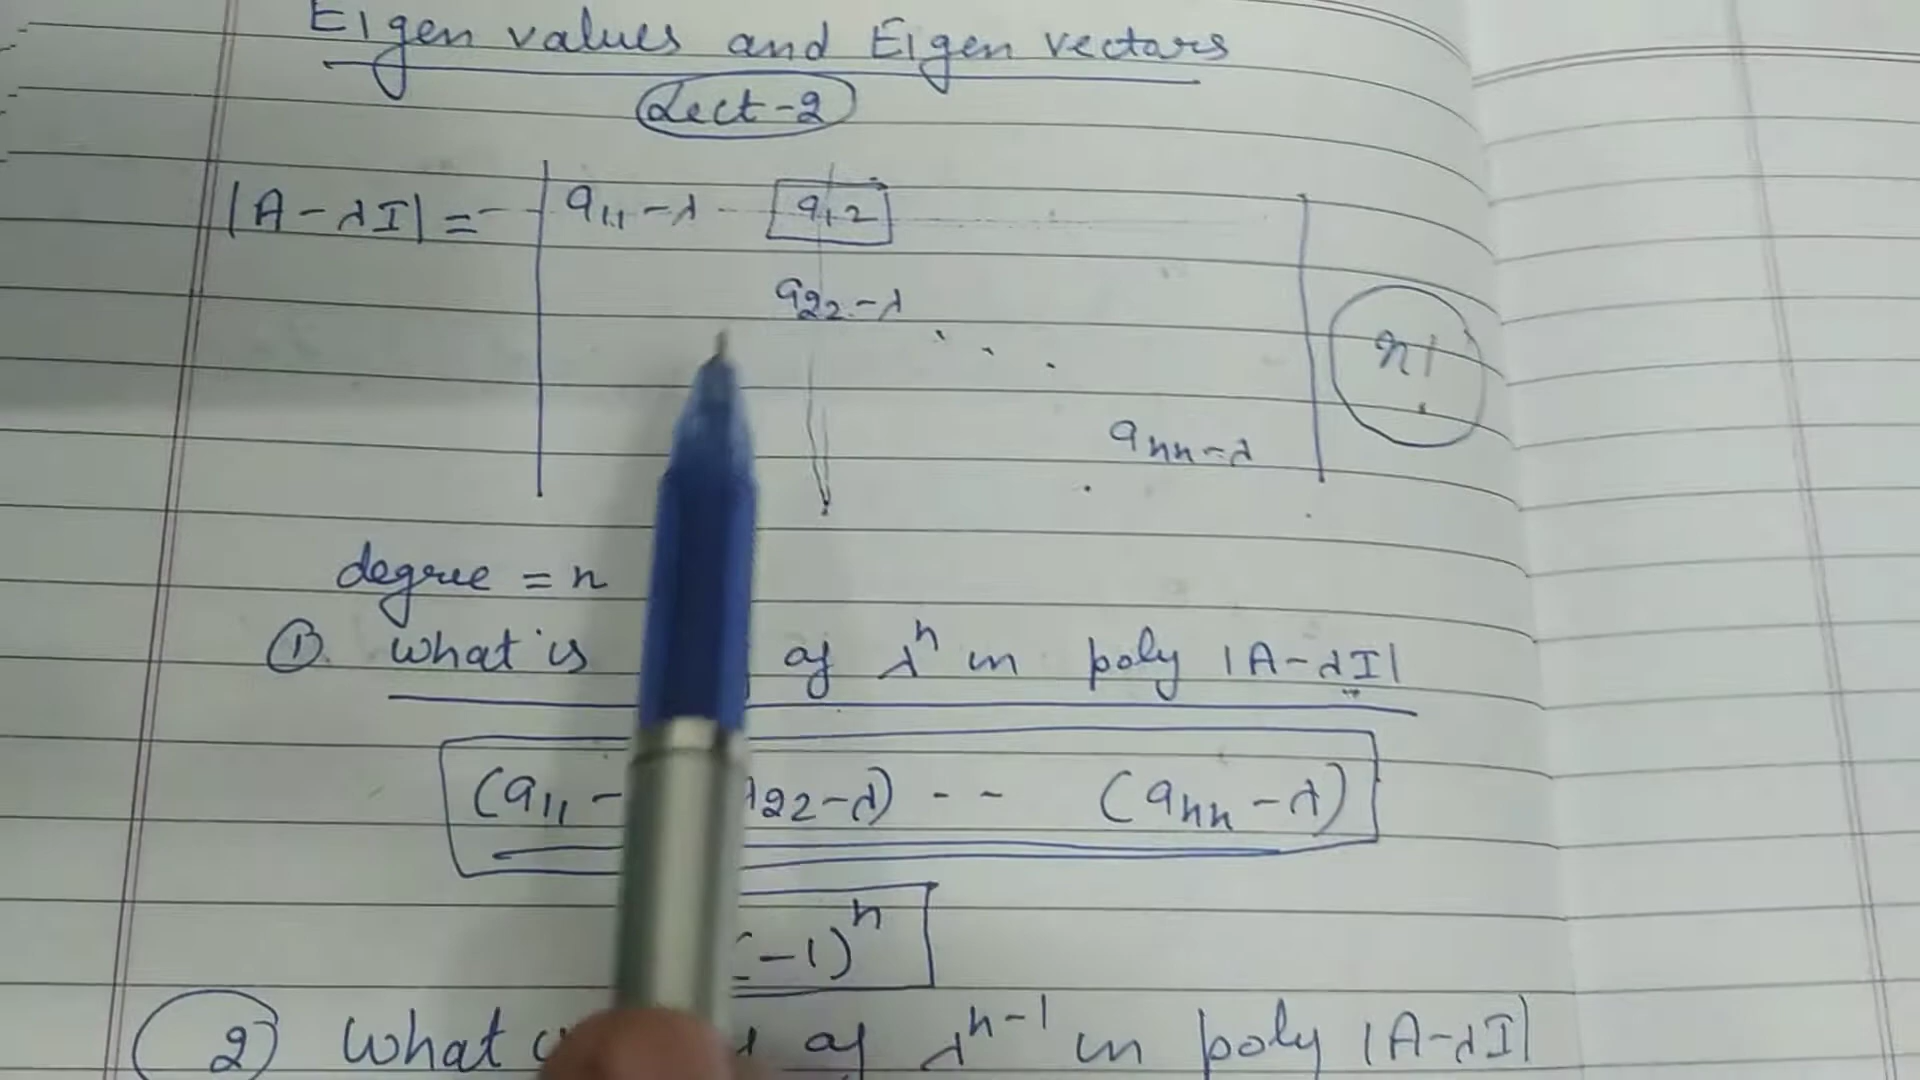 Eigen values and Eigen vectors
Lect-2
|A-λI| = | a₁₁-λ a₁₂
a₂₂-λ
n!
aₙₙ-λ |
degree = n
① What is of λⁿ in poly |A-λI|
(a₁₁- ₂₂-λ) -- (aₙₙ-λ)
(-1)ⁿ
② What of λⁿ⁻¹ in poly |A-λI|